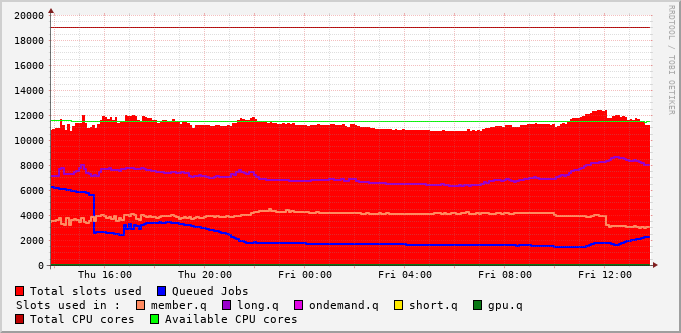 20000
18000
16000
14000
12000
10000
8000
6000
4000
2000
0
Thu 16:00 Thu 20:00 Fri 00:00 Fri 04:00 Fri 08:00 Fri 12:00
Total slots used Queued Jobs
Slots used in : member.q long.q ondemand.q short.q gpu.q
Total CPU cores Available CPU cores
RRDTOOL / TOBI OETIKER